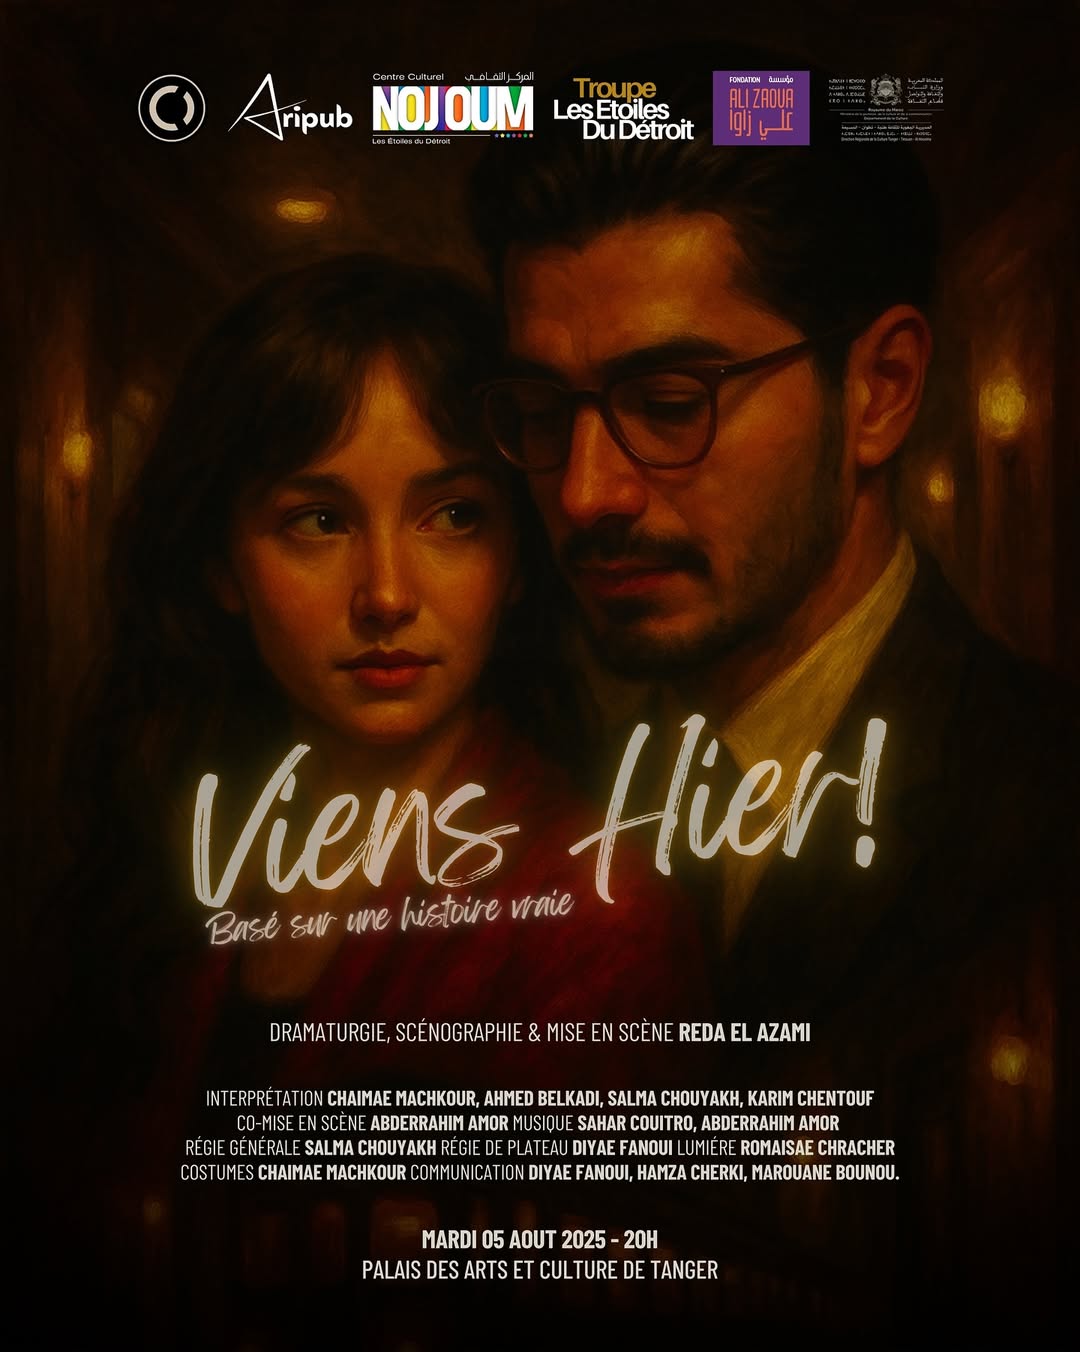 Aripub
Centre Culturel المركز الثقافي
NOJOUM
Les Étoiles du Détroit
Troupe
Les Etoiles
Du Détroit
FONDATION مؤسسة
ALI ZAOUA
علي زاوا
Royaume du Maroc
Viens Hier!
Basé sur une histoire vraie
DRAMATURGIE, SCÉNOGRAPHIE & MISE EN SCÈNE REDA EL AZAMI
INTERPRÉTATION CHAIMAE MACHKOUR, AHMED BELKADI, SALMA CHOUYAKH, KARIM CHENTOUF
CO-MISE EN SCÈNE ABDERRAHIM AMOR MUSIQUE SAHAR COUITRO, ABDERRAHIM AMOR
RÉGIE GÉNÉRALE SALMA CHOUYAKH RÉGIE DE PLATEAU DIYAE FANOUI LUMIÉRE ROMAISAE CHRACHER
COSTUMES CHAIMAE MACHKOUR COMMUNICATION DIYAE FANOUI, HAMZA CHERKI, MAROUANE BOUNOU.
MARDI 05 AOUT 2025 - 20H
PALAIS DES ARTS ET CULTURE DE TANGER